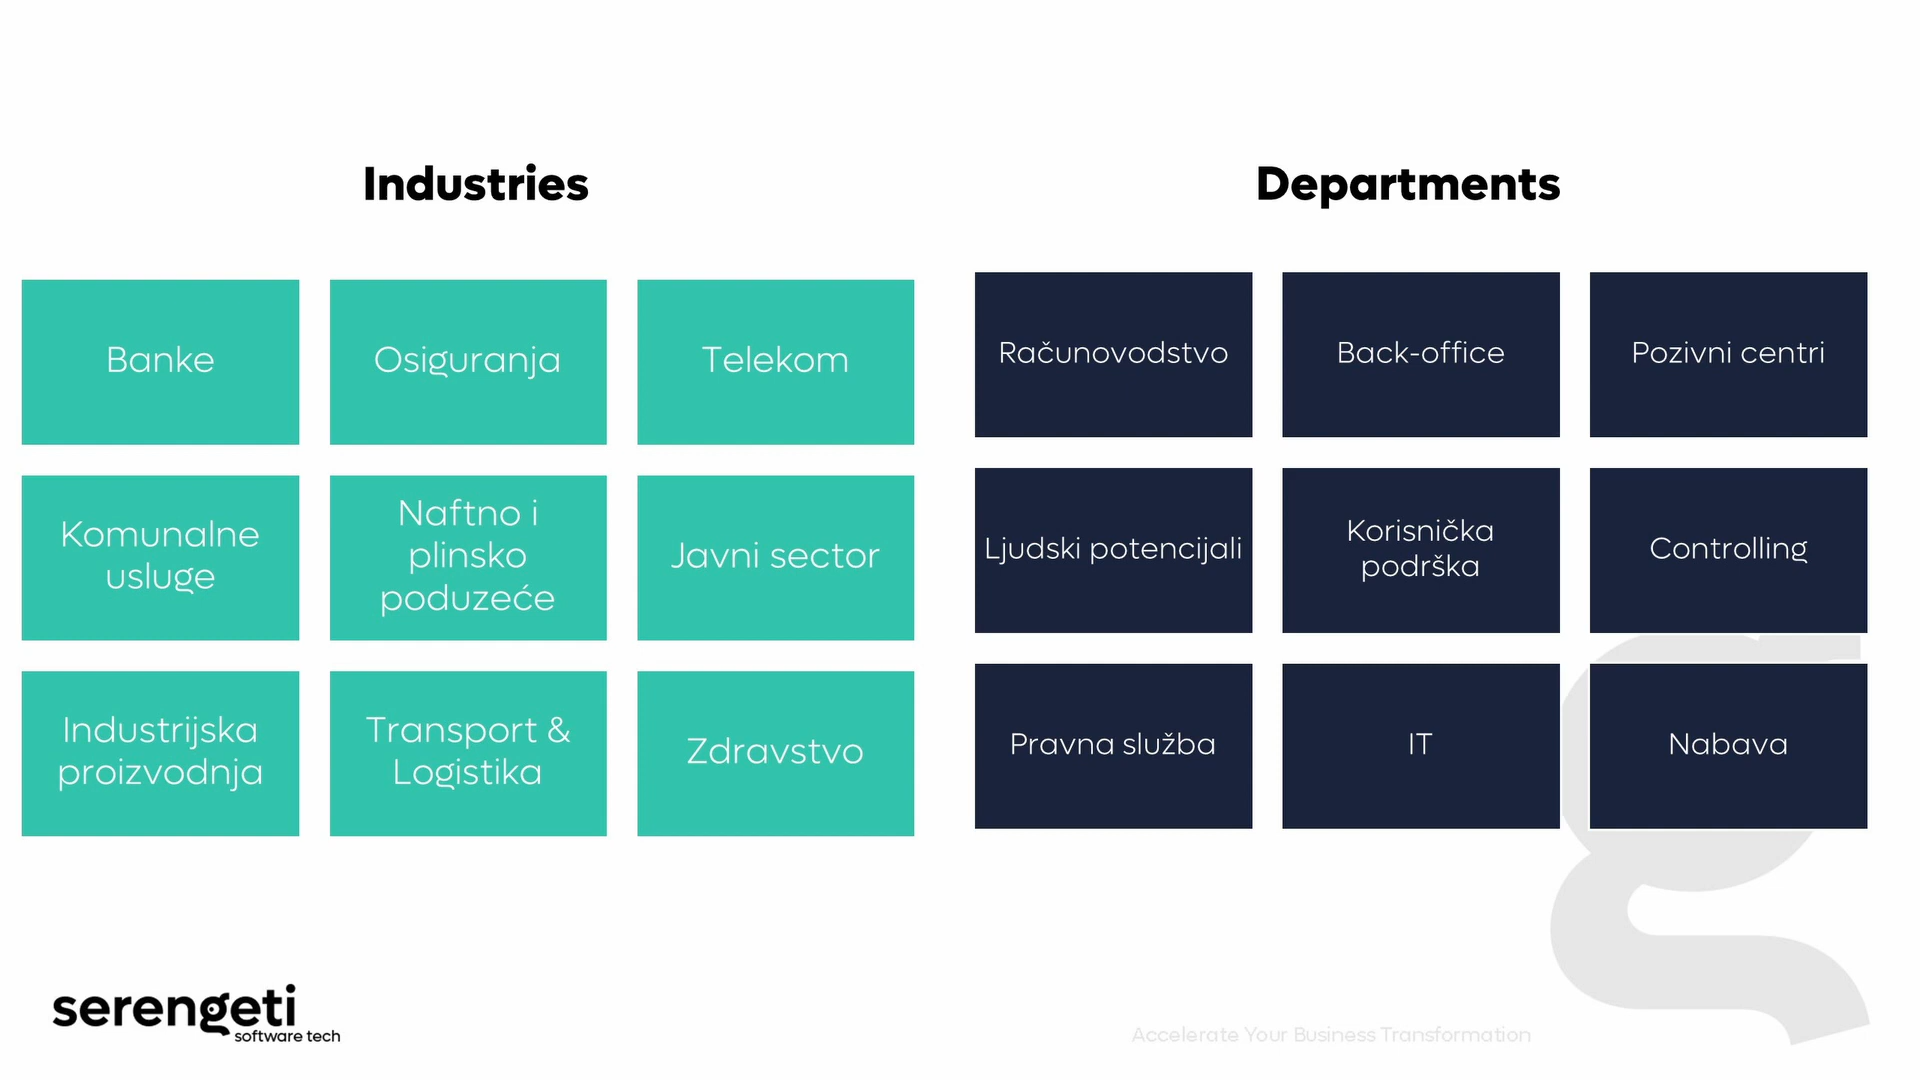 Industries
Banke
Osiguranja
Telekom
Komunalne
usluge
Naftno i
plinsko
poduzeće
Javni sector
Industrijska
proizvodnja
Transport &
Logistika
Zdravstvo
Departments
Računovodstvo
Back-office
Pozivni centri
Ljudski potencijali
Korisnička
podrška
Controlling
Pravna služba
IT
Nabava
serengeti
software tech
Accelerate Your Business Transformation